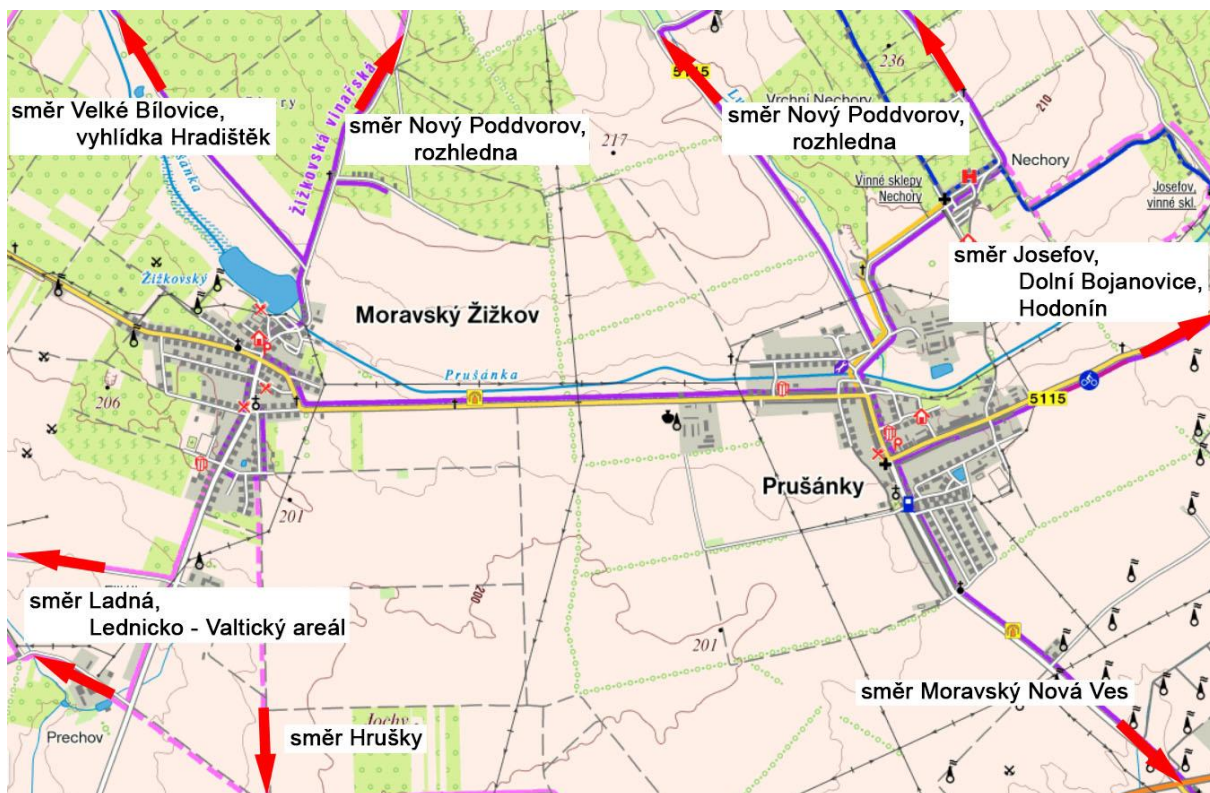 směr Velké Bílovice,
vyhlídka Hradištěk
směr Nový Poddvorov,
rozhledna
5115
směr Nový Poddvorov,
rozhledna
Vrchní Nechory
236
210
217
Nechory
Vinné sklepy
Nechory
Josefov,
vinné skl.
Žižkovská vinařská
Žižkovský
Moravský Žižkov
směr Josefov,
Dolní Bojanovice,
Hodonín
Prušánka
5115
206
201
Prušánky
200
201
směr Ladná,
Lednicko - Valtický areál
směr Moravský Nová Ves
směr Hrušky
Jochy
Prechov